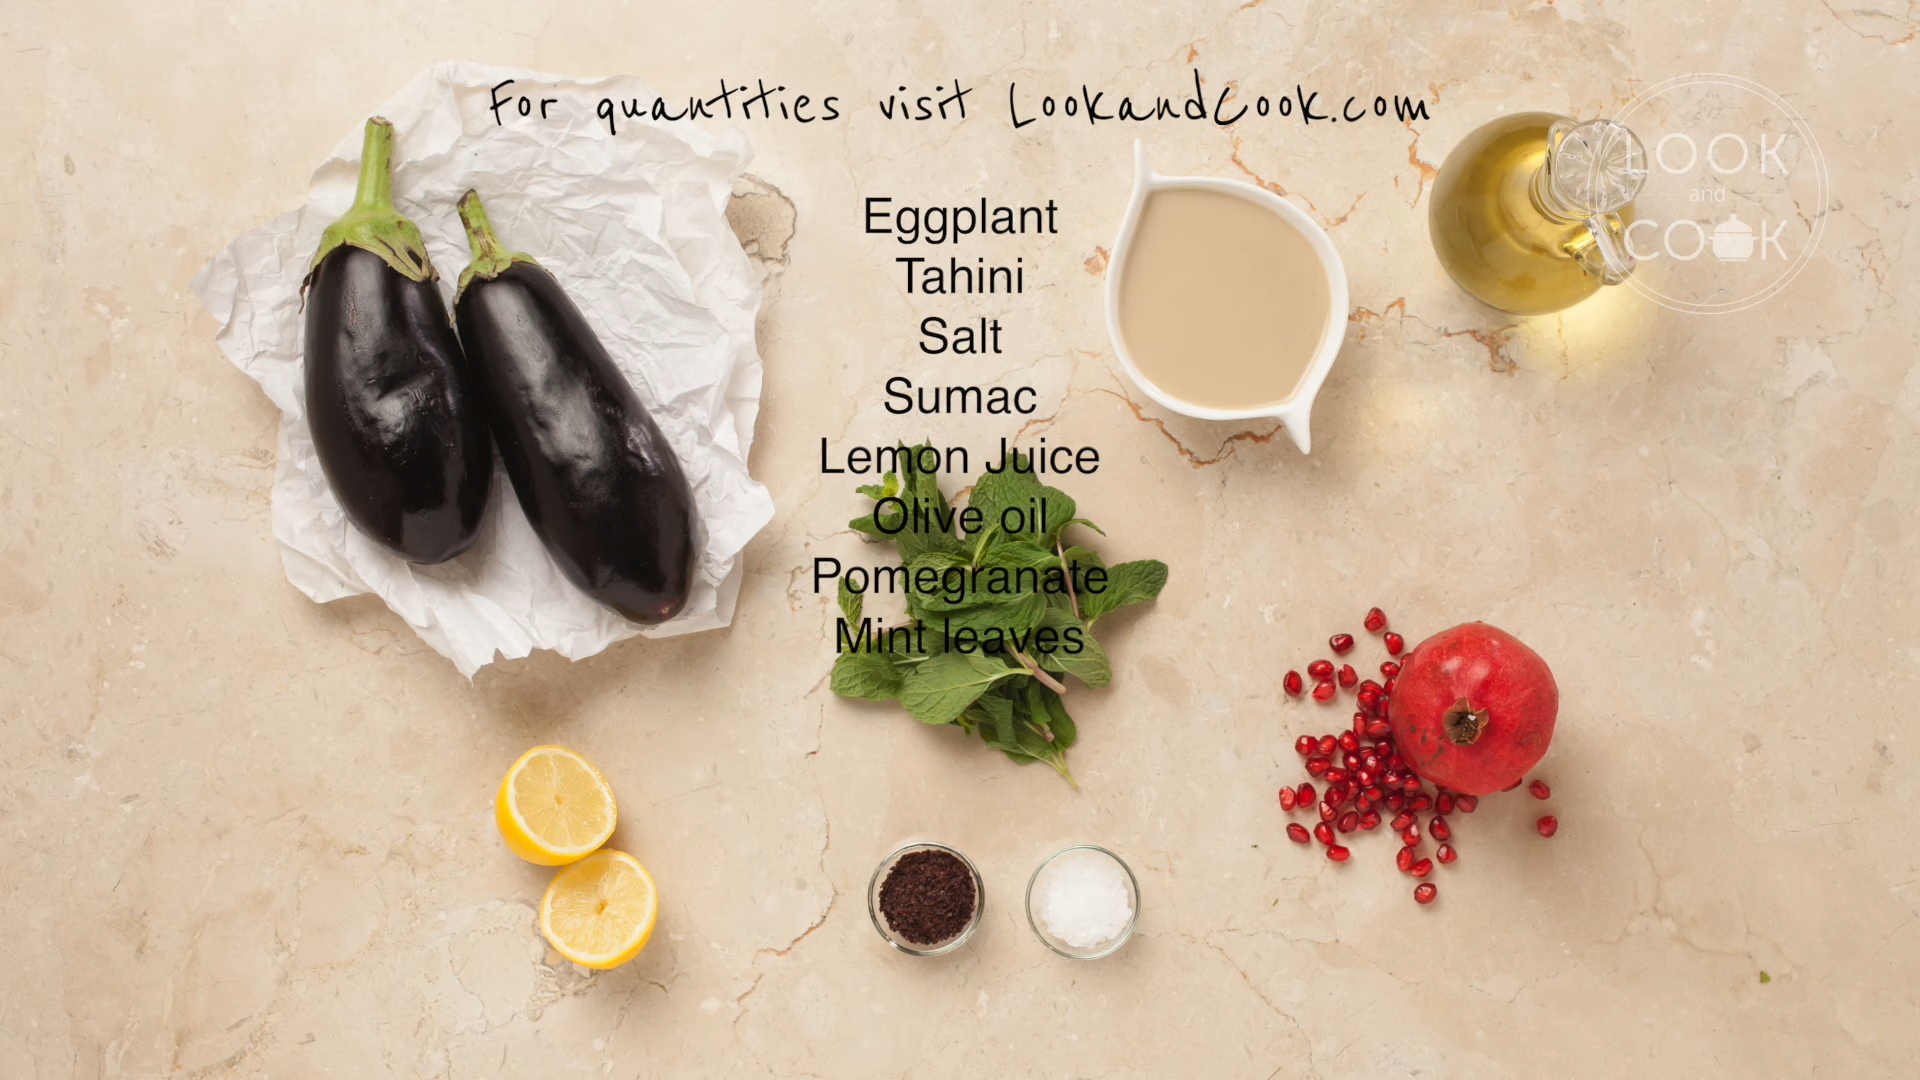 For quantities visit LookandCook.com
Eggplant
Tahini
Salt
Sumac
Lemon Juice
Olive oil
Pomegranate
Mint leaves
LOOK
and
COOK